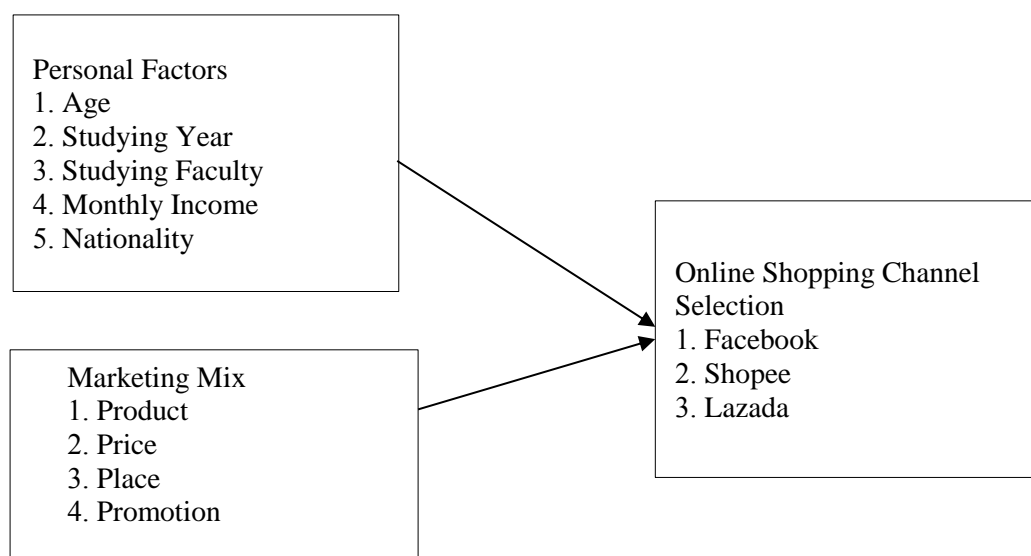 Personal Factors
1. Age
2. Studying Year
3. Studying Faculty
4. Monthly Income
5. Nationality
Marketing Mix
1. Product
2. Price
3. Place
4. Promotion
Online Shopping Channel
Selection
1. Facebook
2. Shopee
3. Lazada